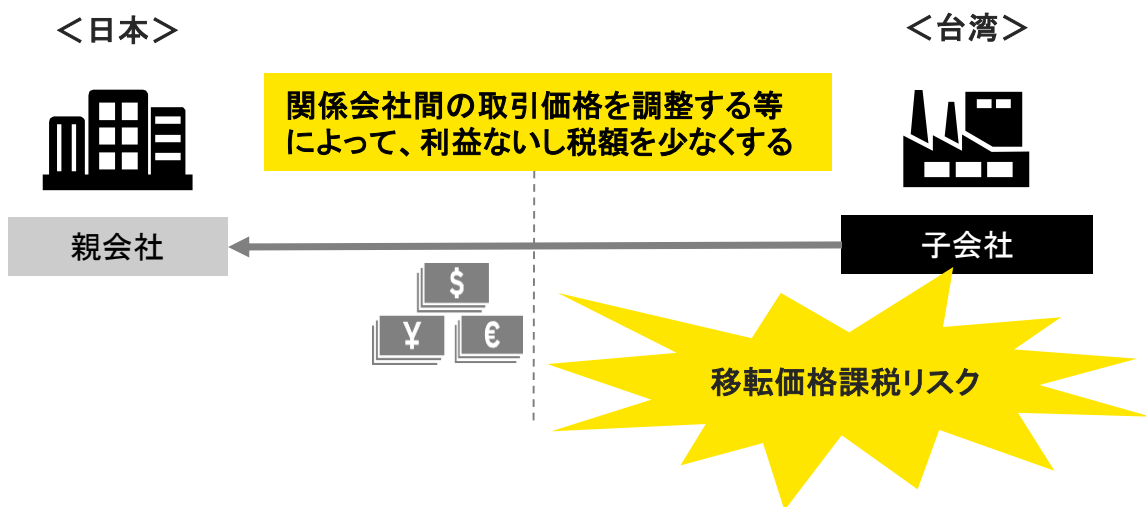 ＜日本＞
＜台湾＞
関係会社間の取引価格を調整する等
によって、利益ないし税額を少なくする
親会社
子会社
$
¥
€
移転価格課税リスク